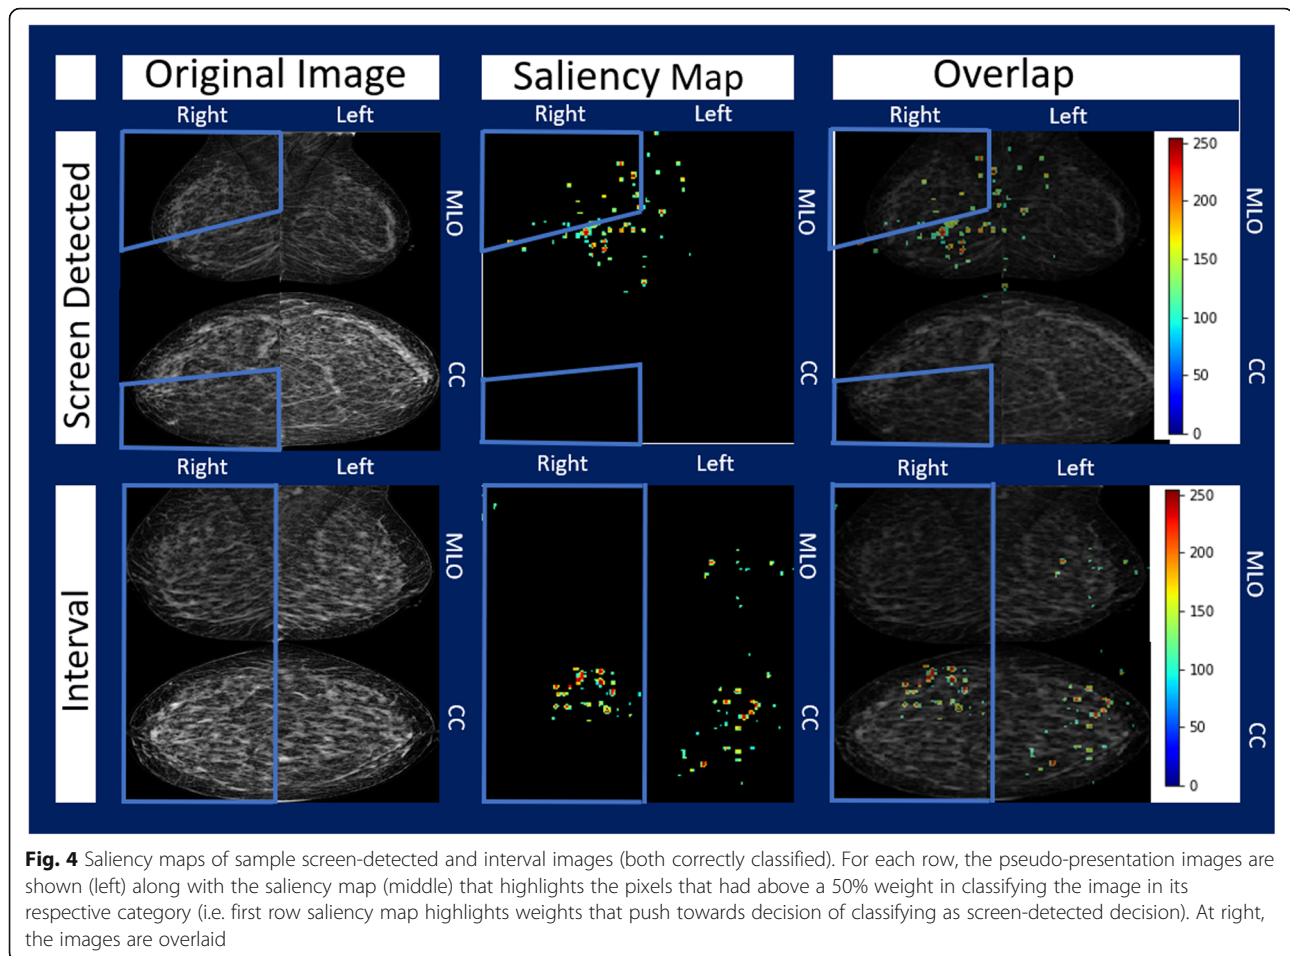 Original Image Saliency Map Overlap
Right Left Right Left Right Left
Screen Detected
MLO
CC
MLO
CC
250
200
150
100
50
0
MLO
CC
Right Left Right Left Right Left
Interval
MLO
CC
MLO
CC
250
200
150
100
50
0
MLO
CC
Fig. 4 Saliency maps of sample screen-detected and interval images (both correctly classified). For each row, the pseudo-presentation images are
shown (left) along with the saliency map (middle) that highlights the pixels that had above a 50% weight in classifying the image in its
respective category (i.e. first row saliency map highlights weights that push towards decision of classifying as screen-detected decision). At right,
the images are overlaid